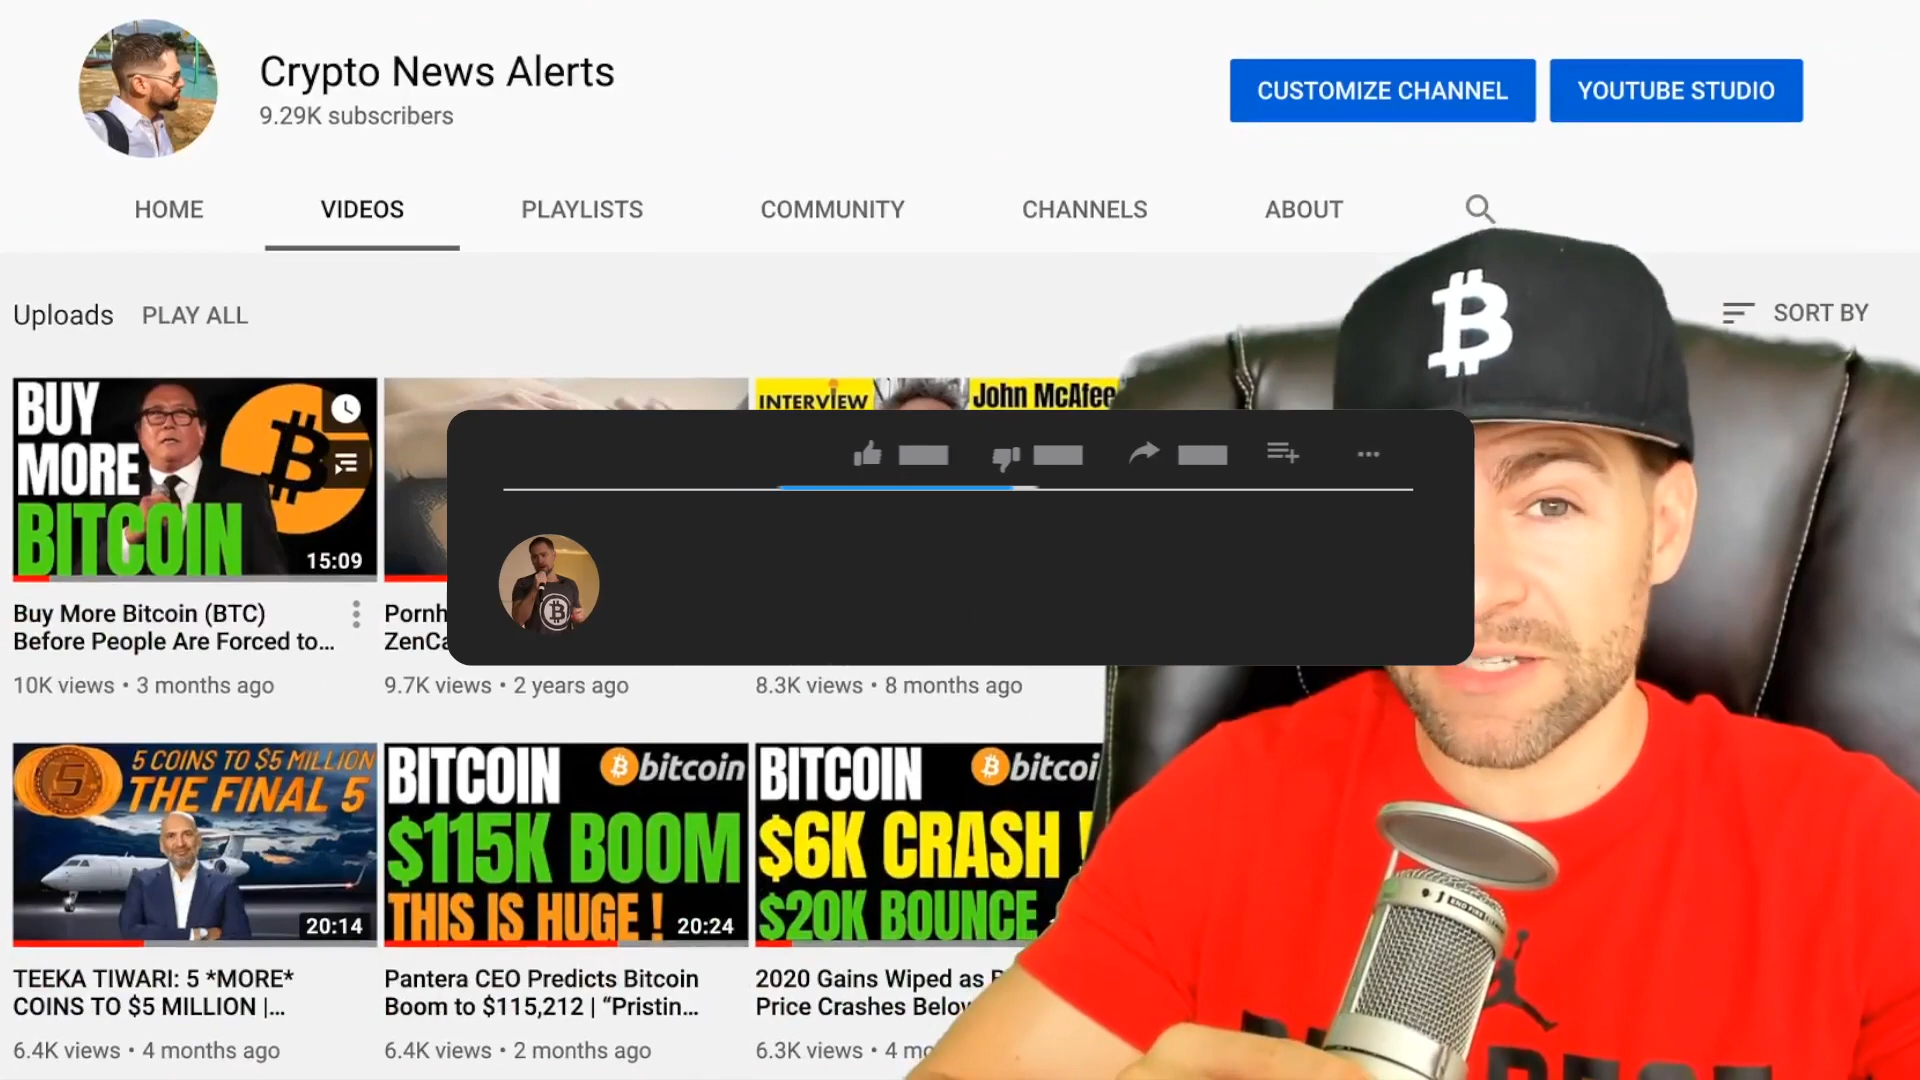 Crypto News Alerts
9.29K subscribers
CUSTOMIZE CHANNEL
YOUTUBE STUDIO
HOME
VIDEOS
PLAYLISTS
COMMUNITY
CHANNELS
ABOUT
Uploads
PLAY ALL
SORT BY
BUY
MORE
BITCOIN
15:09
INTERVIEW
John McAfee
Buy More Bitcoin (BTC)
Before People Are Forced to...
10K views • 3 months ago
9.7K views • 2 years ago
8.3K views • 8 months ago
5 COINS TO $5 MILLION
THE FINAL 5
20:14
BITCOIN
bitcoin
$115K BOOM
THIS IS HUGE !
20:24
BITCOIN
$6K CRASH !
$20K BOUNCE
TEEKA TIWARI: 5 *MORE*
COINS TO $5 MILLION |...
6.4K views • 4 months ago
Pantera CEO Predicts Bitcoin
Boom to $115,212 | “Pristin...
6.4K views • 2 months ago
2020 Gains Wiped as
Price Crashes Below
6.3K views • 4